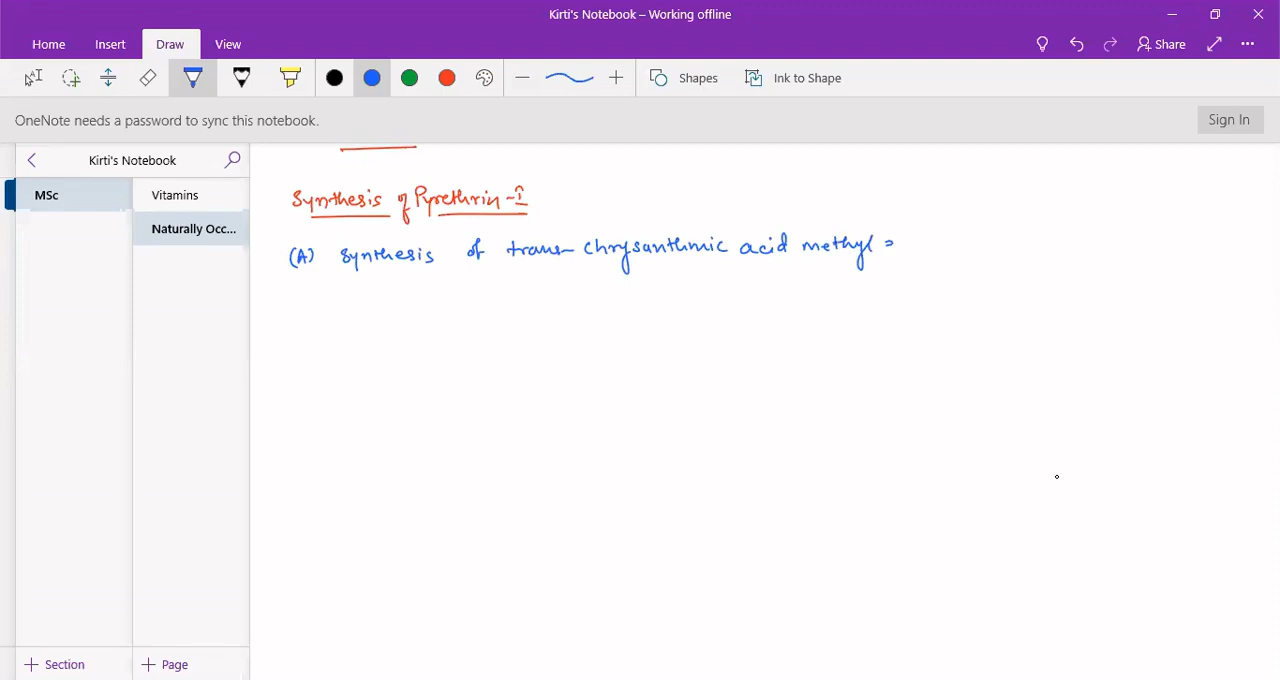 Kirti's Notebook – Working offline
Home Insert Draw View Share
Shapes Ink to Shape
OneNote needs a password to sync this notebook. Sign In
Kirti's Notebook
MSc Vitamins
Naturally Occ...
Synthesis of Pyrethrin-I
(A) Synthesis of trans-chrysanthmic acid methyl
+ Section + Page